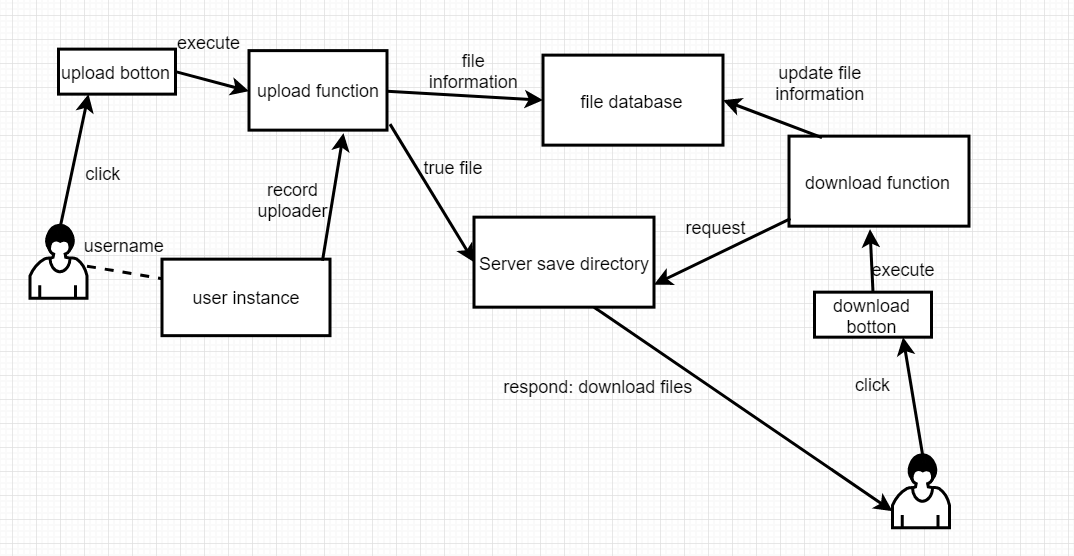 execute
upload botton
upload function
file
information
file database
update file
information
click
true file
download function
record
uploader
request
username
Server save directory
execute
user instance
download
botton
respond: download files
click